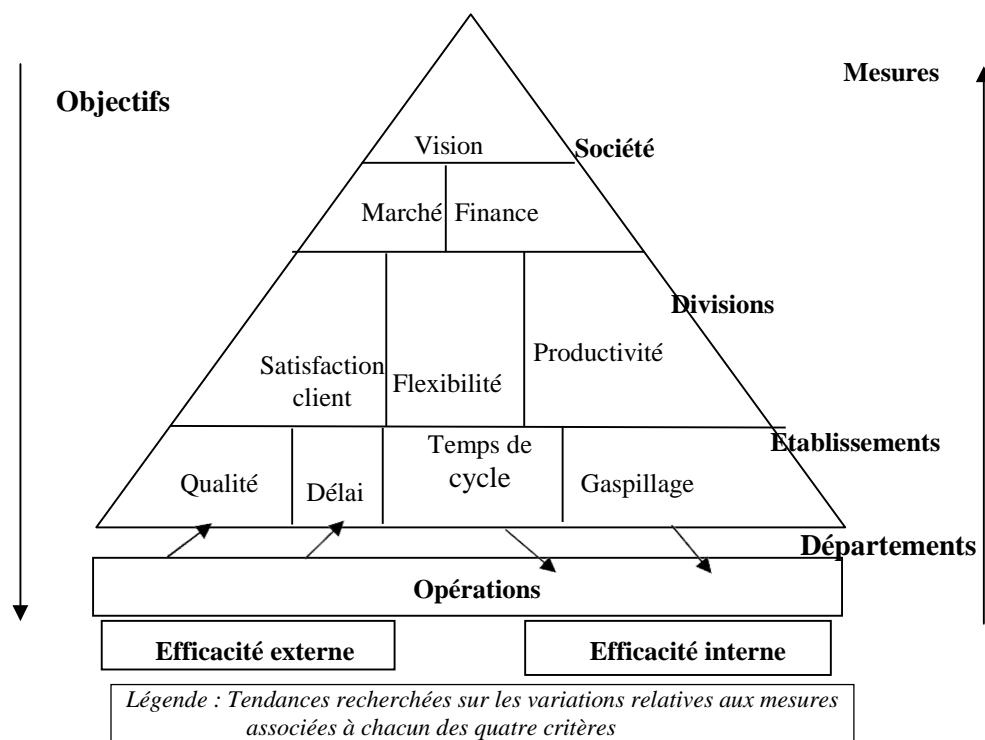 Mesures
Objectifs
Vision
Société
Marché
Finance
Divisions
Productivité
Satisfaction
client
Flexibilité
Etablissements
Temps de
cycle
Qualité
Délai
Gaspillage
Départements
Opérations
Efficacité externe
Efficacité interne
Légende : Tendances recherchées sur les variations relatives aux mesures
associées à chacun des quatre critères